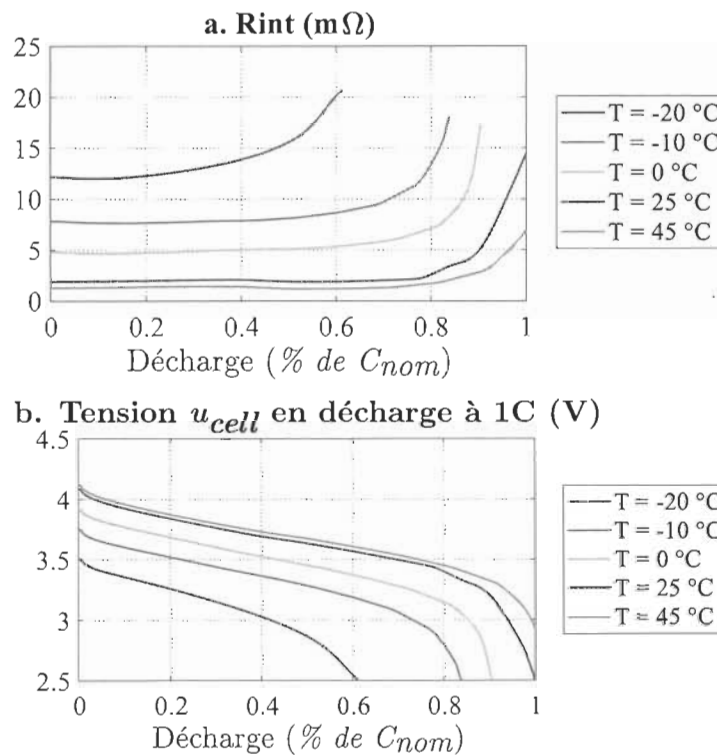 a. Rint (mΩ)
25
20
15
10
5
0
0 0.2 0.4 0.6 0.8 1
Décharge (% de Cnom)
T = -20 °C
T = -10 °C
T = 0 °C
T = 25 °C
T = 45 °C
b. Tension ucell en décharge à 1C (V)
4.5
4
3.5
3
2.5
0 0.2 0.4 0.6 0.8 1
Décharge (% de Cnom)
T = -20 °C
T = -10 °C
T = 0 °C
T = 25 °C
T = 45 °C